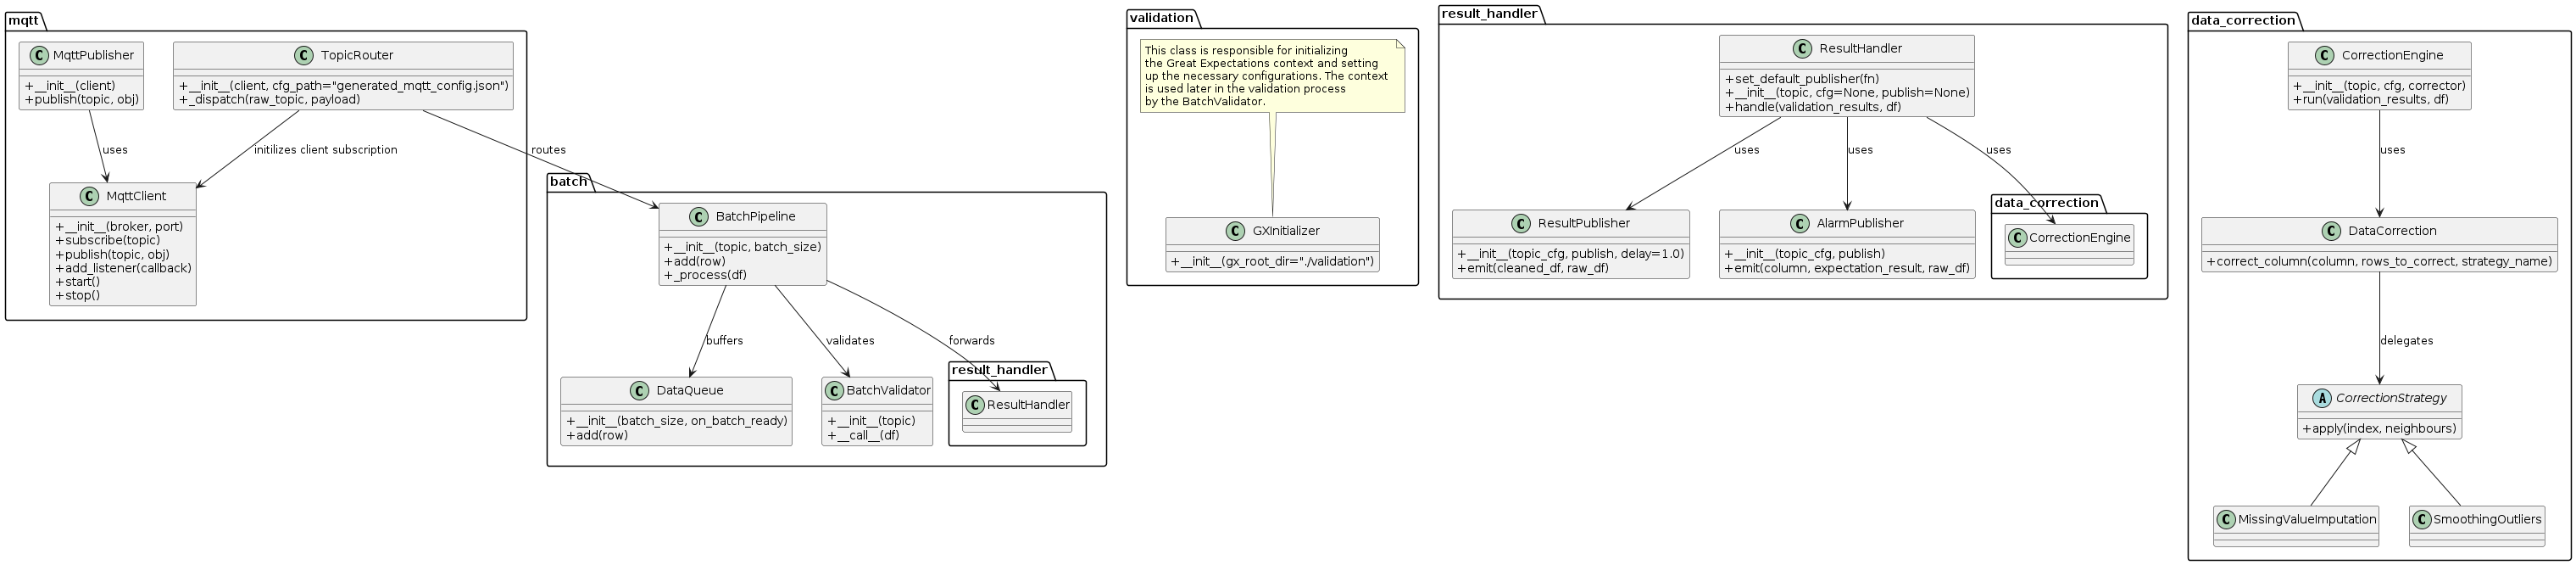 mqtt
C MqttPublisher
+__init__(client)
+publish(topic, obj)
C TopicRouter
+__init__(client, cfg_path="generated_mqtt_config.json")
+_dispatch(raw_topic, payload)
uses
initilizes client subscription
routes
C MqttClient
+__init__(broker, port)
+subscribe(topic)
+publish(topic, obj)
+add_listener(callback)
+start()
+stop()
batch
C BatchPipeline
+__init__(topic, batch_size)
+add(row)
+_process(df)
buffers
validates
forwards
C DataQueue
+__init__(batch_size, on_batch_ready)
+add(row)
C BatchValidator
+__init__(topic)
+__call__(df)
result_handler
C ResultHandler
validation
This class is responsible for initializing
the Great Expectations context and setting
up the necessary configurations. The context
is used later in the validation process
by the BatchValidator.
C GXInitializer
+__init__(gx_root_dir="./validation")
result_handler
C ResultHandler
+set_default_publisher(fn)
+__init__(topic, cfg=None, publish=None)
+handle(validation_results, df)
uses
uses
uses
C ResultPublisher
+__init__(topic_cfg, publish, delay=1.0)
+emit(cleaned_df, raw_df)
C AlarmPublisher
+__init__(topic_cfg, publish)
+emit(column, expectation_result, raw_df)
data_correction
C CorrectionEngine
data_correction
C CorrectionEngine
+__init__(topic, cfg, corrector)
+run(validation_results, df)
uses
C DataCorrection
+correct_column(column, rows_to_correct, strategy_name)
delegates
A CorrectionStrategy
+apply(index, neighbours)
C MissingValueImputation
C SmoothingOutliers